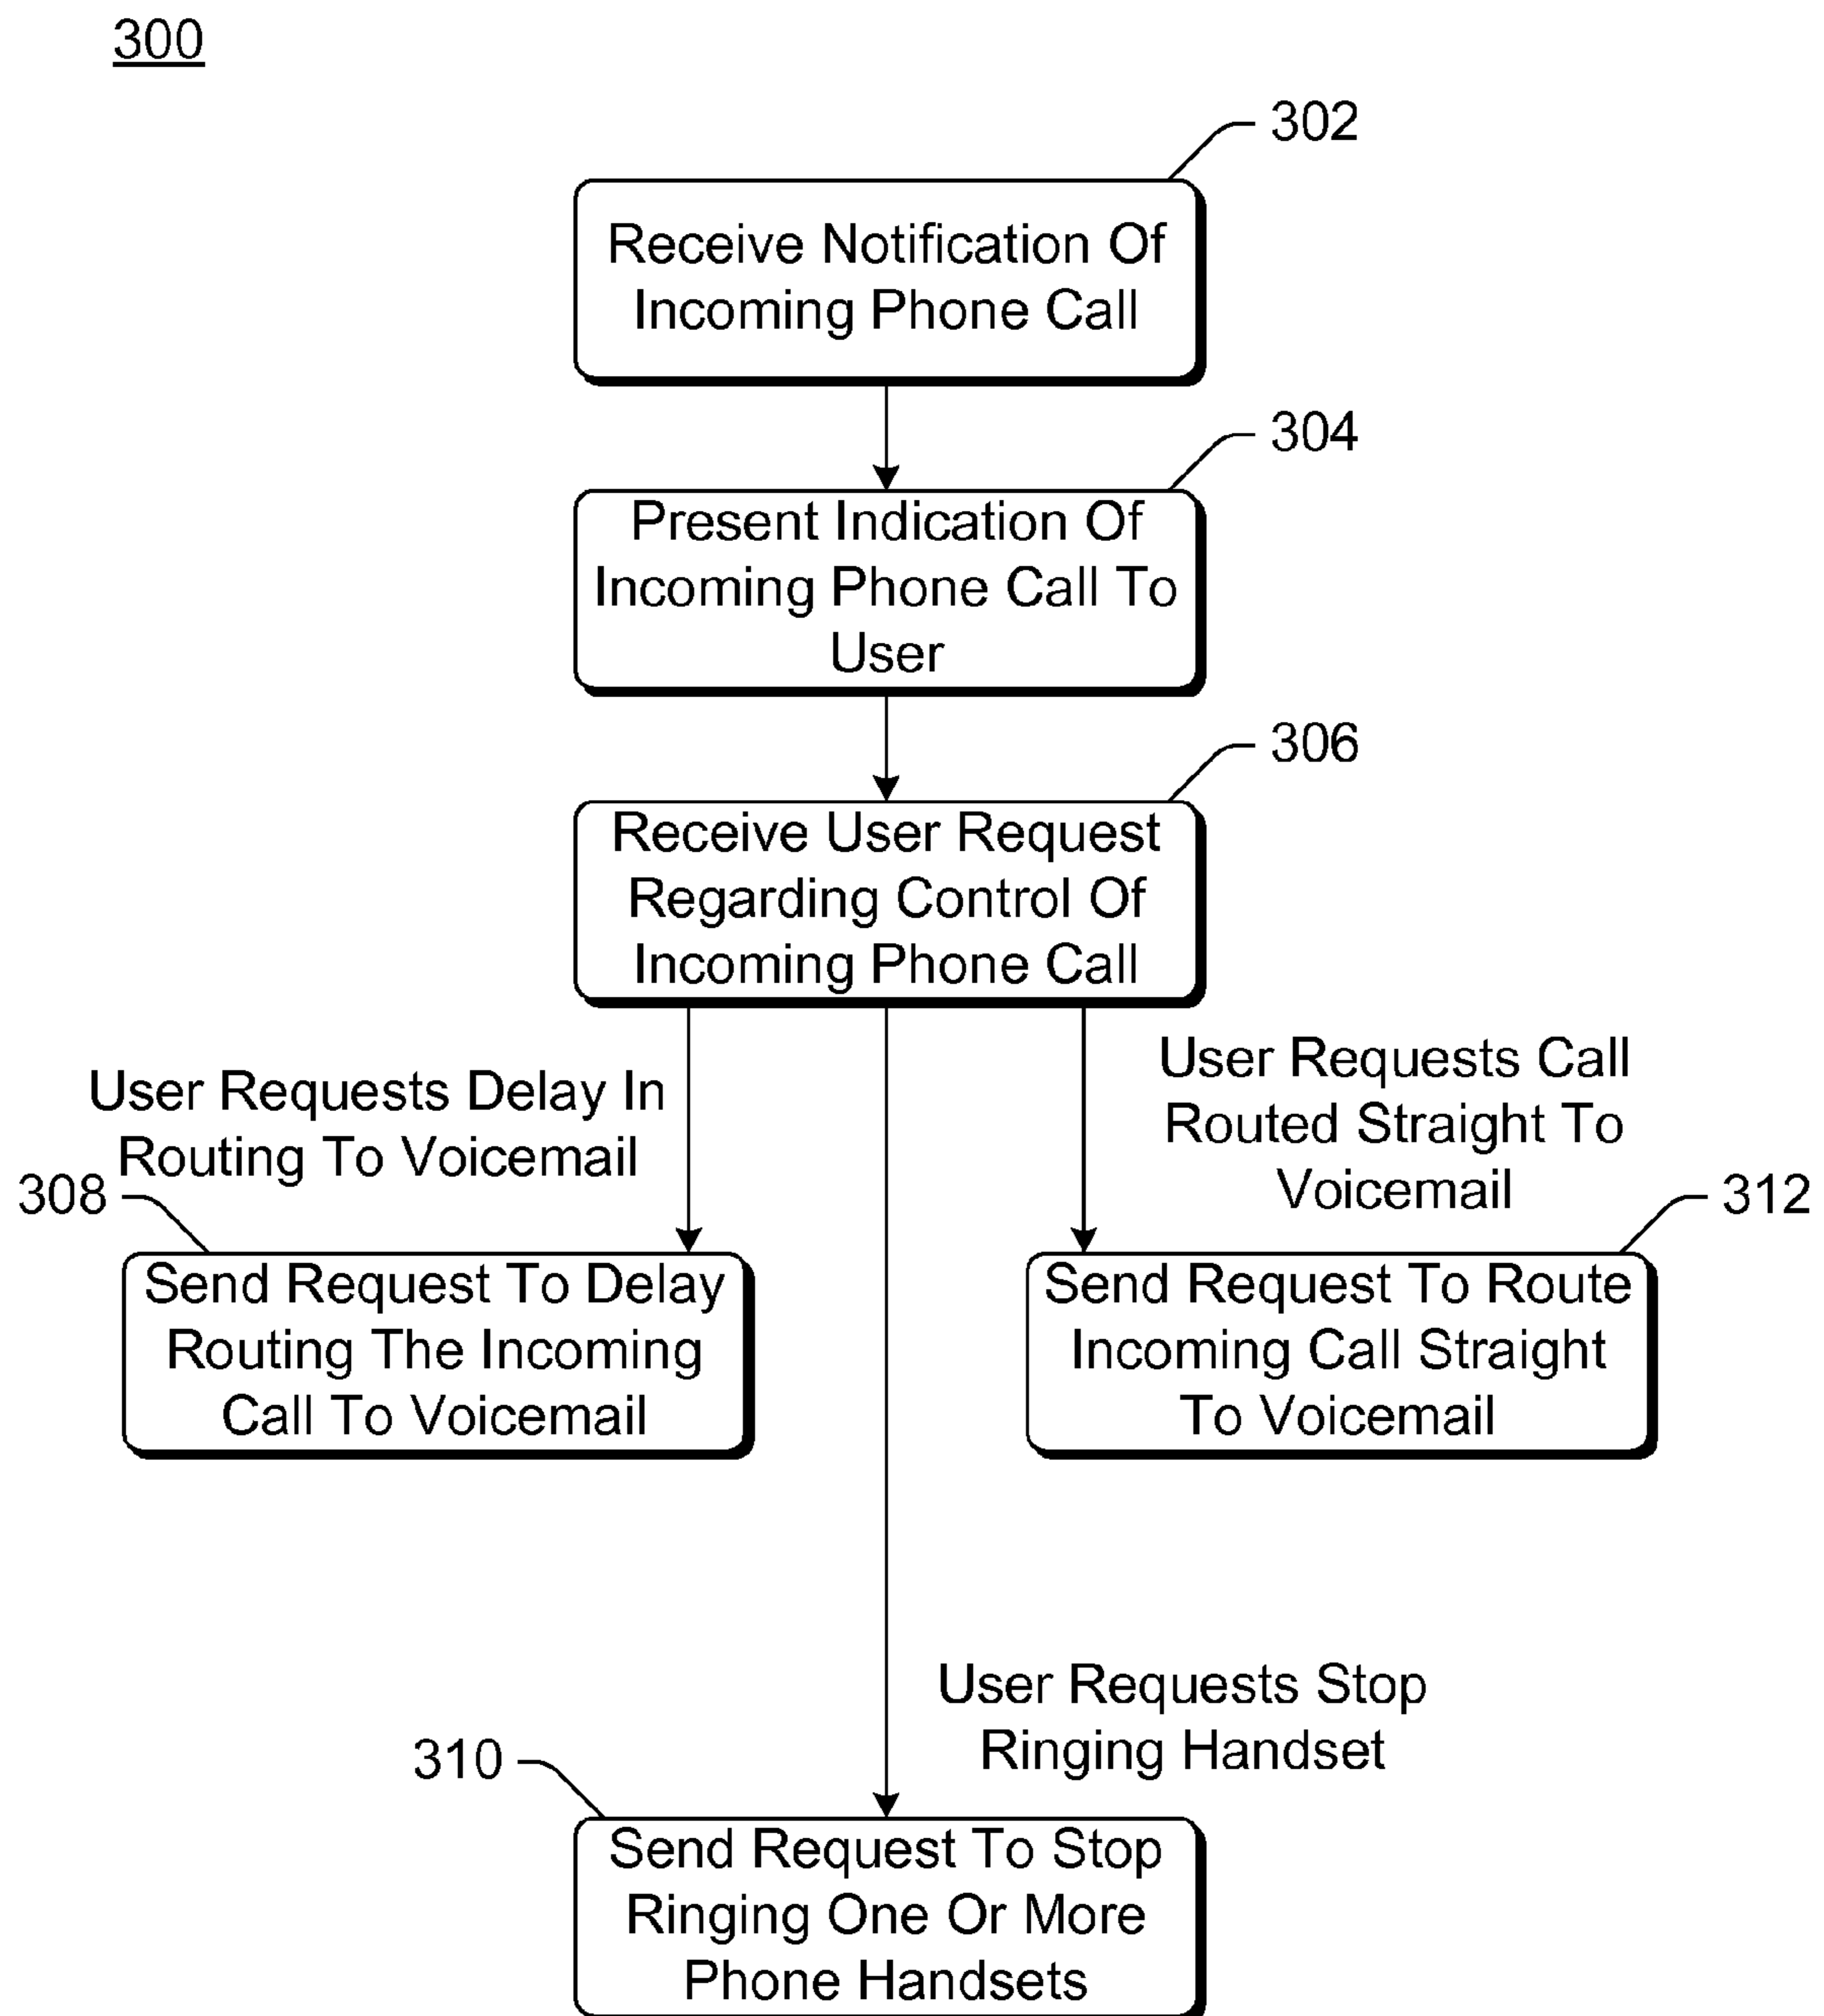 300
302
Receive Notification Of
Incoming Phone Call
304
Present Indication Of
Incoming Phone Call To
User
306
Receive User Request
Regarding Control Of
Incoming Phone Call
User Requests Delay In
Routing To Voicemail
User Requests Call
Routed Straight To
Voicemail
308
Send Request To Delay
Routing The Incoming
Call To Voicemail
312
Send Request To Route
Incoming Call Straight
To Voicemail
User Requests Stop
Ringing Handset
310
Send Request To Stop
Ringing One Or More
Phone Handsets